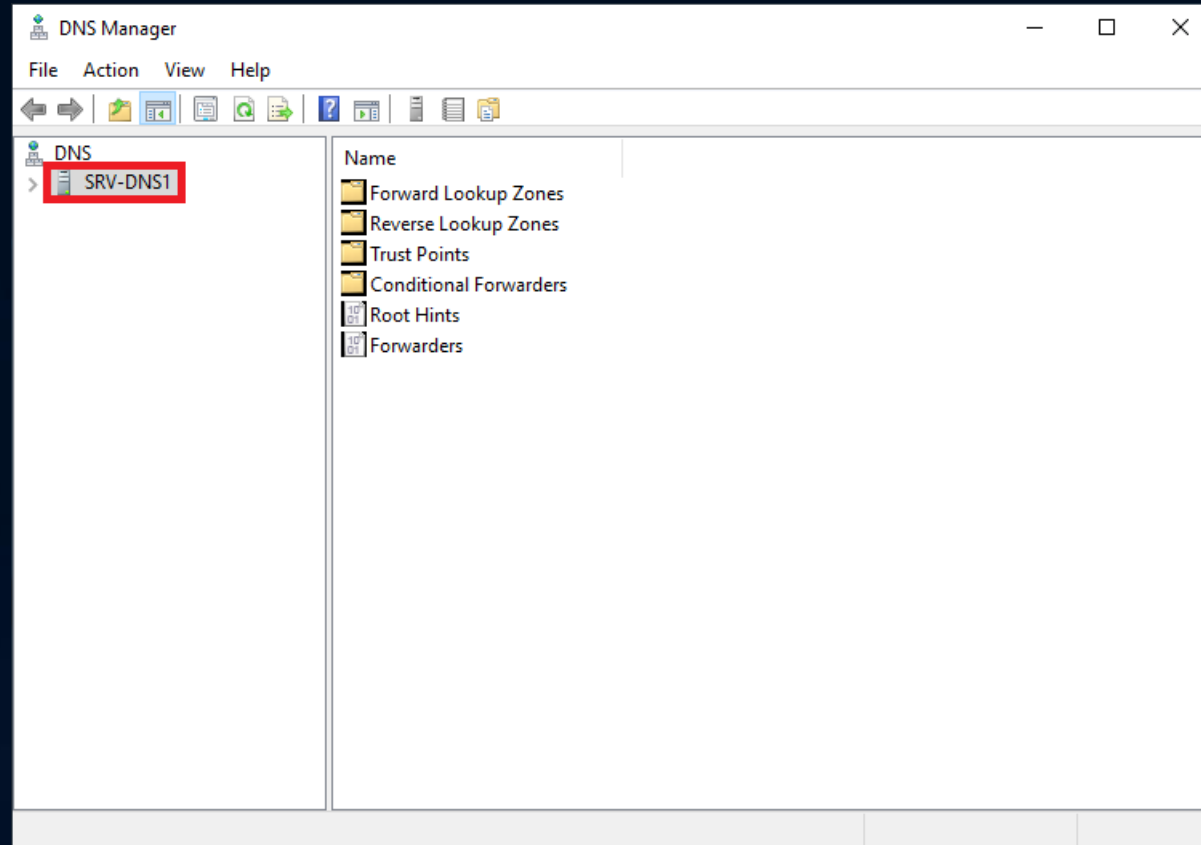 DNS Manager
File Action View Help
DNS
SRV-DNS1
Name
Forward Lookup Zones
Reverse Lookup Zones
Trust Points
Conditional Forwarders
Root Hints
Forwarders